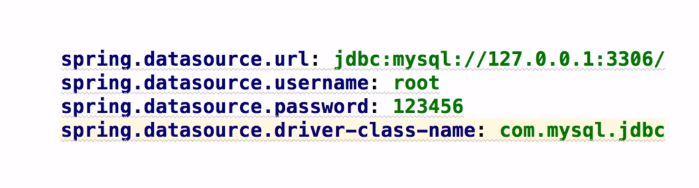 spring.datasource.url: jdbc:mysql://127.0.0.1:3306/
spring.datasource.username: root
spring.datasource.password: 123456
spring.datasource.driver-class-name: com.mysql.jdbc